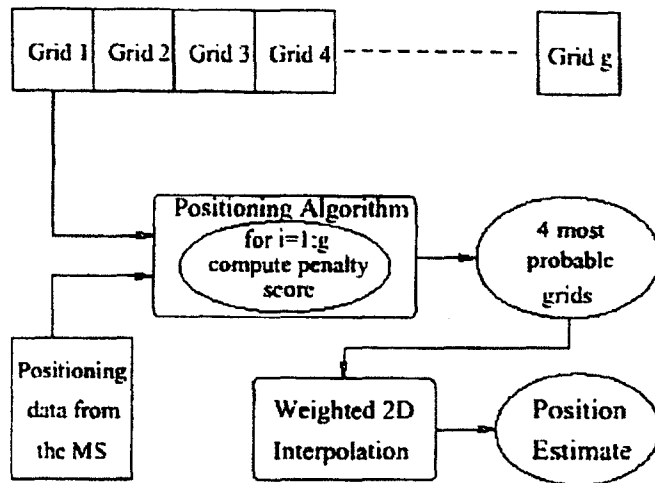 Grid 1 Grid 2 Grid 3 Grid 4 Grid g
Positioning Algorithm
for i=1:g
compute penalty
score
4 most
probable
grids
Positioning
data from
the MS
Weighted 2D
Interpolation
Position
Estimate